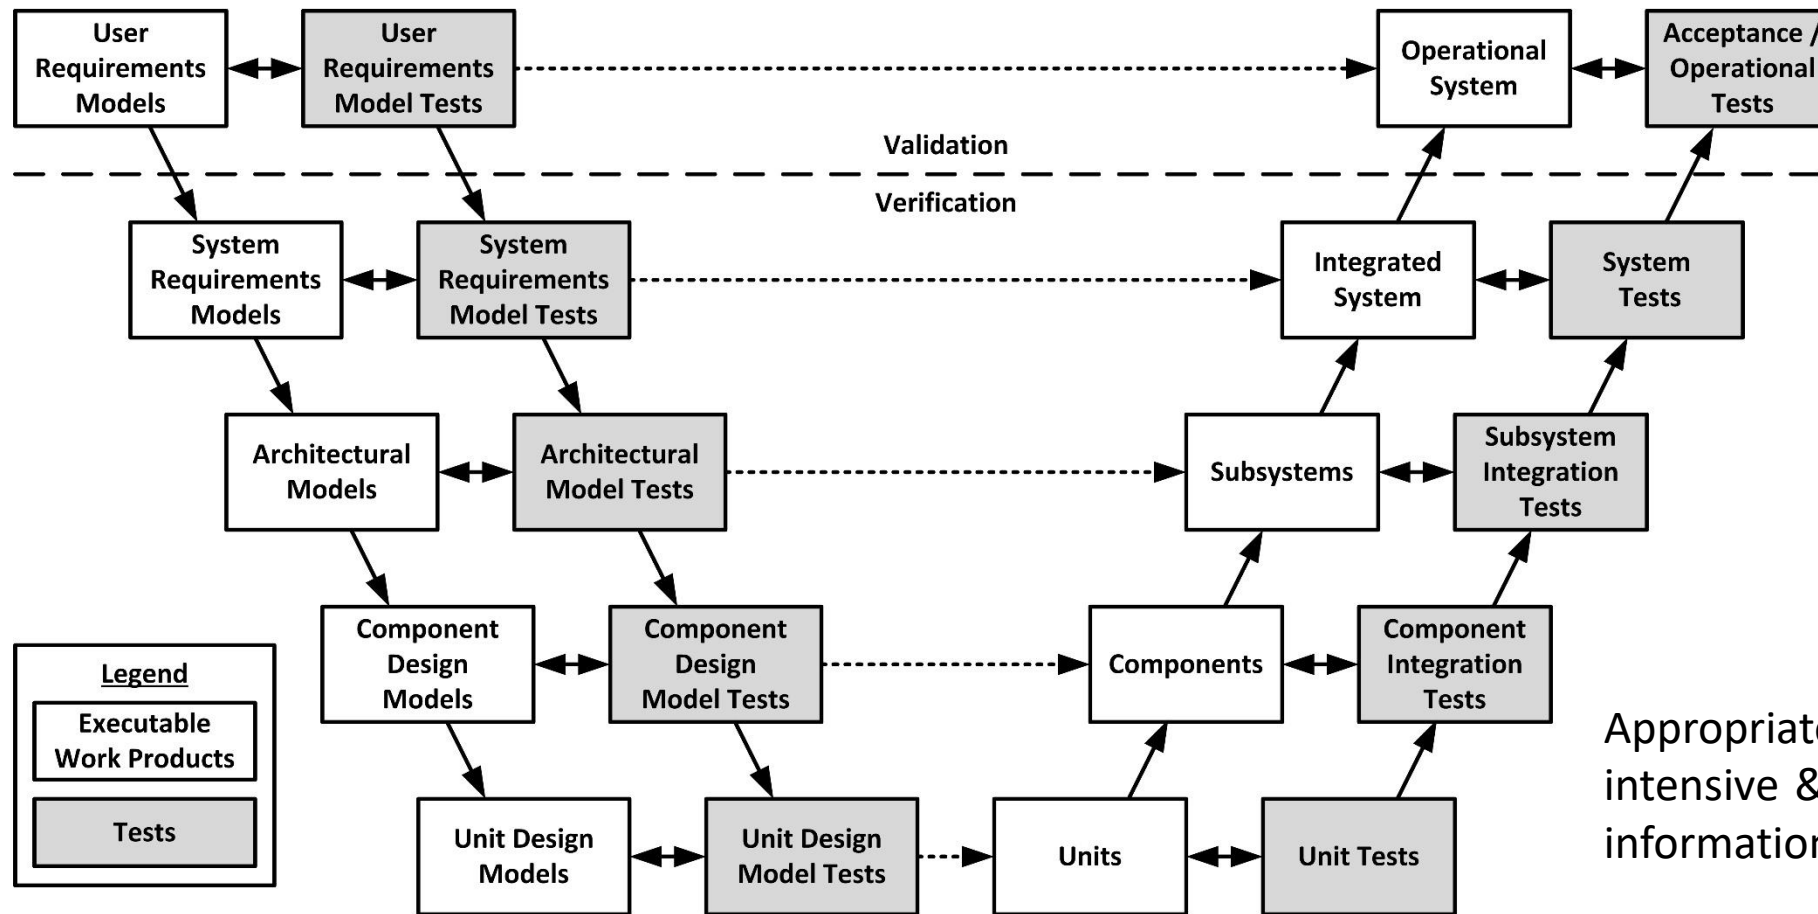 User
Requirements
Models
User
Requirements
Model Tests
Operational
System
Acceptance /
Operational
Tests
Validation
Verification
System
Requirements
Models
System
Requirements
Model Tests
Integrated
System
System
Tests
Architectural
Models
Architectural
Model Tests
Subsystems
Subsystem
Integration
Tests
Component
Design
Models
Component
Design
Model Tests
Components
Component
Integration
Tests
Legend
Executable
Work Products
Tests
Unit Design
Models
Unit Design
Model Tests
Units
Unit Tests
intensive &